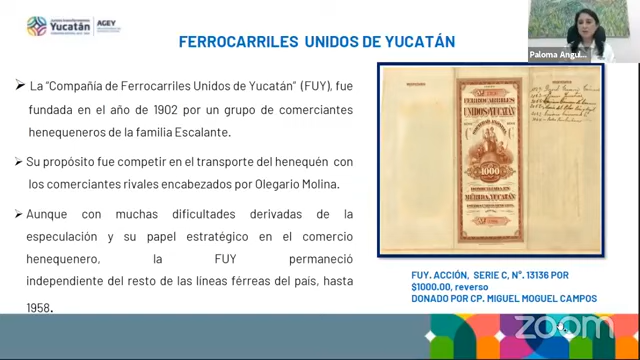 Yucatán
AGEY
FERROCARRILES UNIDOS DE YUCATÁN
Paloma Angul...
➤ La "Compañía de Ferrocarriles Unidos de Yucatán" (FUY), fue
fundada en el año de 1902 por un grupo de comerciantes
henequeneros de la familia Escalante.
➤ Su propósito fue competir en el transporte del henequén con
los comerciantes rivales encabezados por Olegario Molina.
➤ Aunque con muchas dificultades derivadas de la
especulación y su papel estratégico en el comercio
henequenero, la FUY permaneció
independiente del resto de las líneas férreas del país, hasta
1958.
FERROCARRILES
UNIDOS DE YUCATAN
C C
1000
MÉRIDA, YUCATÁN
FUY. ACCIÓN, SERIE C, N°. 13136 POR
$1000.00, reverso
DONADO POR CP. MIGUEL MOGUEL CAMPOS
zoom